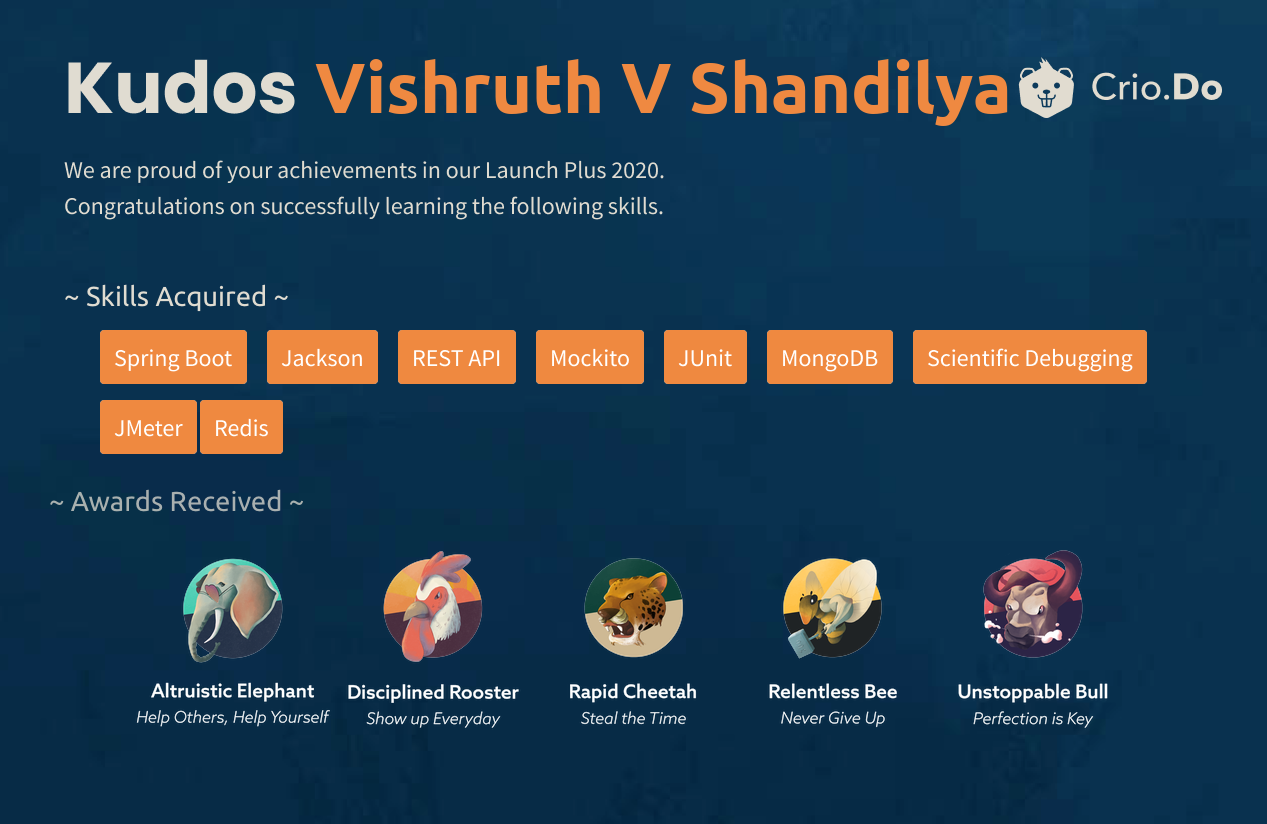 Kudos Vishruth V Shandilya Crio.Do
We are proud of your achievements in our Launch Plus 2020.
Congratulations on successfully learning the following skills.
~ Skills Acquired ~
Spring Boot Jackson REST API Mockito JUnit MongoDB Scientific Debugging
JMeter Redis
~ Awards Received ~
Altruistic Elephant Disciplined Rooster Rapid Cheetah Relentless Bee Unstoppable Bull
Help Others, Help Yourself Show up Everyday Steal the Time Never Give Up Perfection is Key